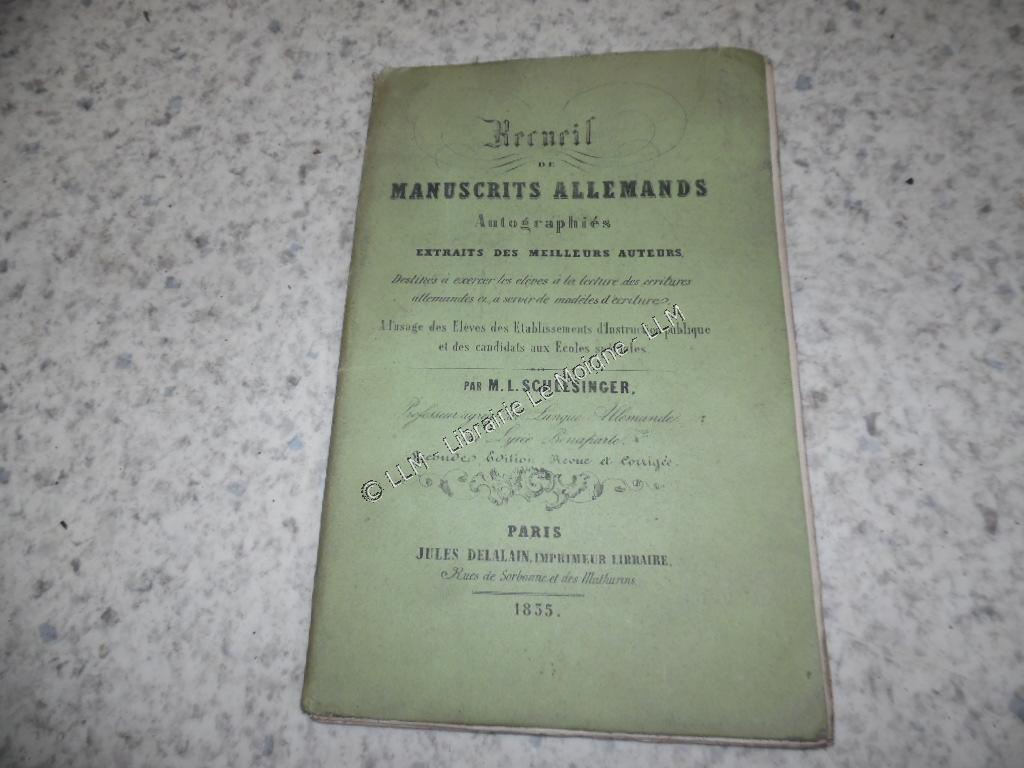 Recueil
DE
MANUSCRITS ALLEMANDS
Autographiés
EXTRAITS DES MEILLEURS AUTEURS,
Destinés à exercer les élèves à la lecture des écritures
allemandes et à servir de modèles d'écriture,
A l'usage des Elèves des Etablissements d'Instruction publique
et des candidats aux Ecoles spéciales.
PAR M. L. SCHLESINGER,
Professeur agrégé Langue Allemande
Lycée Bonaparte.
Seconde Edition Revue et Corrigée.
PARIS
JULES DELALAIN, IMPRIMEUR LIBRAIRE,
Rues de Sorbonne et des Mathurins.
1855.
© LLM - Librairie Le Moigne - LLM